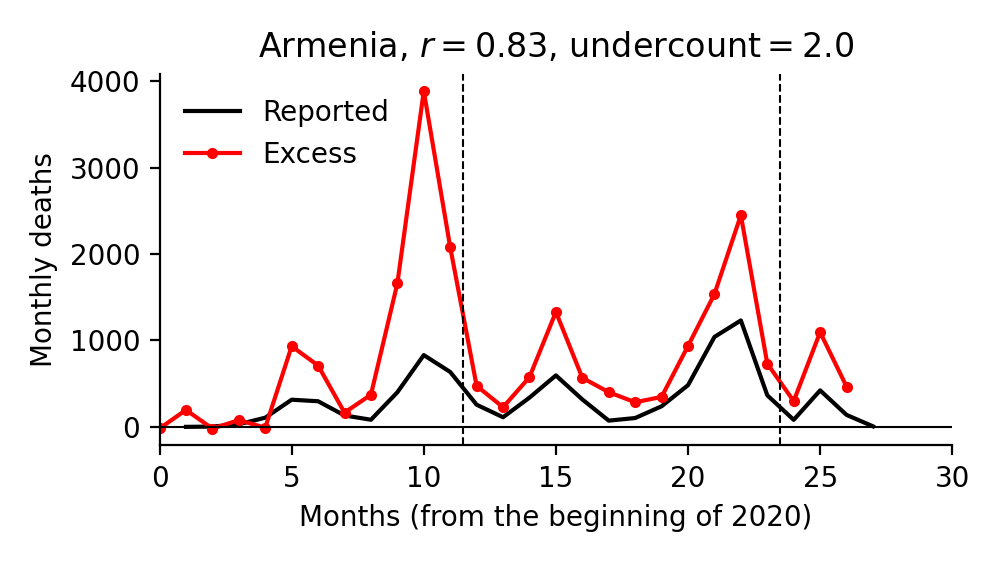 Armenia, r = 0.83, undercount = 2.0
Reported
Excess
Monthly deaths
4000
3000
2000
1000
0
0 5 10 15 20 25 30
Months (from the beginning of 2020)